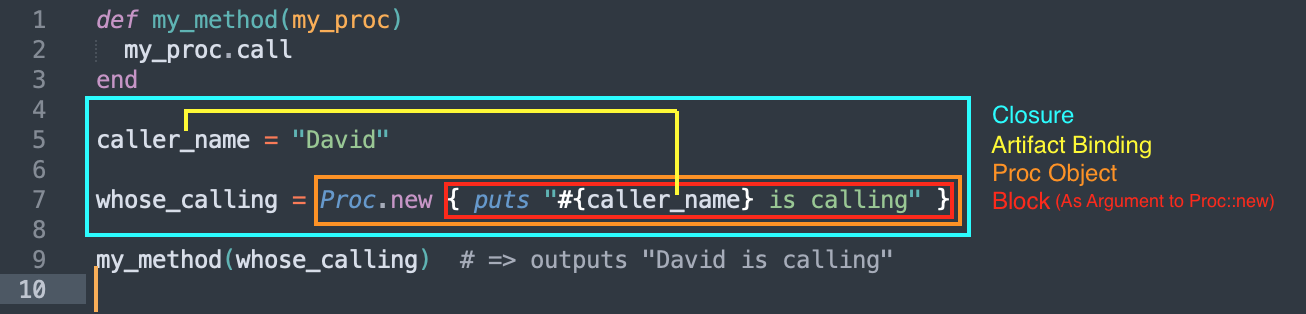 1 def my_method(my_proc)
2 my_proc.call
3 end
4
5 caller_name = "David"
6
7 whose_calling = Proc.new { puts "#{caller_name} is calling" }
8
9 my_method(whose_calling) # => outputs "David is calling"
10
Closure
Artifact Binding
Proc Object
Block (As Argument to Proc::new)